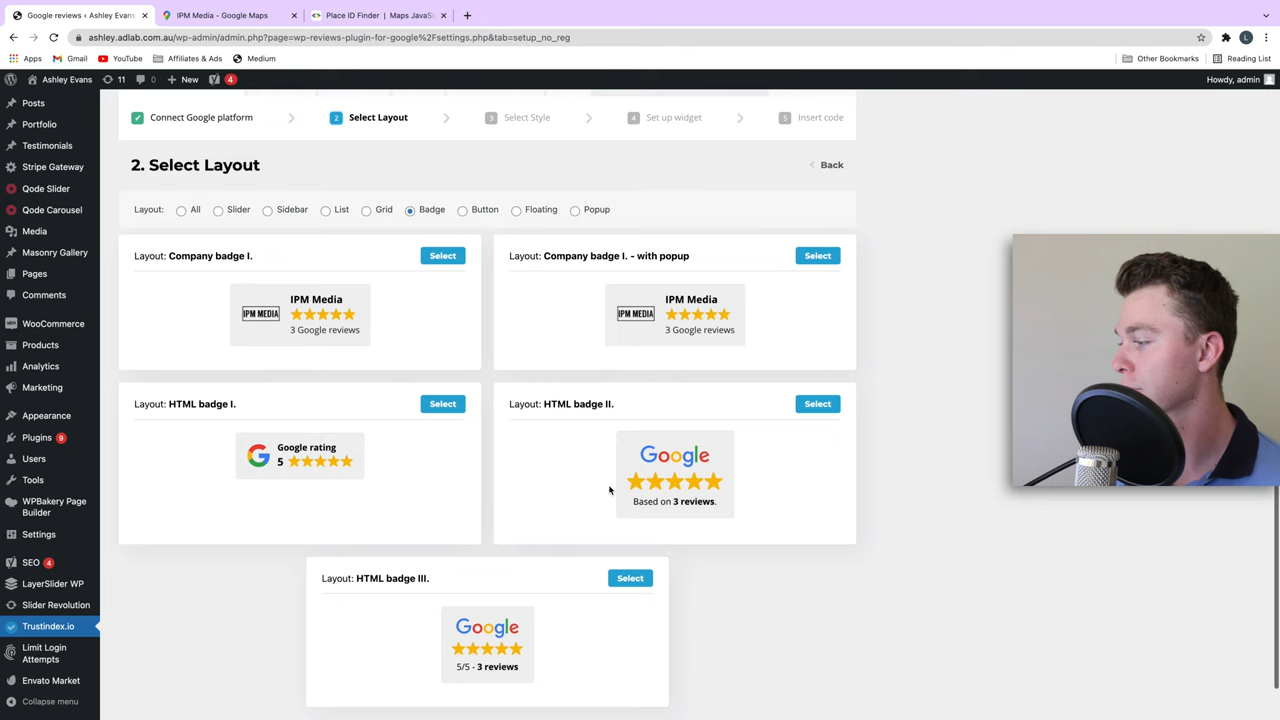 Google reviews ‹ Ashley Evans
IPM Media - Google Maps
Place ID Finder | Maps JavaSc
ashley.adlab.com.au/wp-admin/admin.php?page=wp-reviews-plugin-for-google%2Fsettings.php&tab=setup_no_reg
Apps
Gmail
YouTube
Affiliates & Ads
Medium
Other Bookmarks
Reading List
Ashley Evans
11
0
New
4
Howdy, admin
Posts
Portfolio
Testimonials
Stripe Gateway
Qode Slider
Qode Carousel
Media
Masonry Gallery
Pages
Comments
WooCommerce
Products
Analytics
Marketing
Appearance
Plugins 9
Users
Tools
WPBakery Page
Builder
Settings
SEO 4
LayerSlider WP
Slider Revolution
Trustindex.io
Limit Login
Attempts
Envato Market
Collapse menu
Connect Google platform
2 Select Layout
3 Select Style
4 Set up widget
5 Insert code
2. Select Layout
Back
Layout: All Slider Sidebar List Grid Badge Button Floating Popup
Layout: Company badge I.
Select
IPM MEDIA
IPM Media
3 Google reviews
Layout: Company badge I. - with popup
Select
IPM MEDIA
IPM Media
3 Google reviews
Layout: HTML badge I.
Select
G
Google rating
5
Layout: HTML badge II.
Select
Google
Based on 3 reviews.
Layout: HTML badge III.
Select
Google
5/5 - 3 reviews